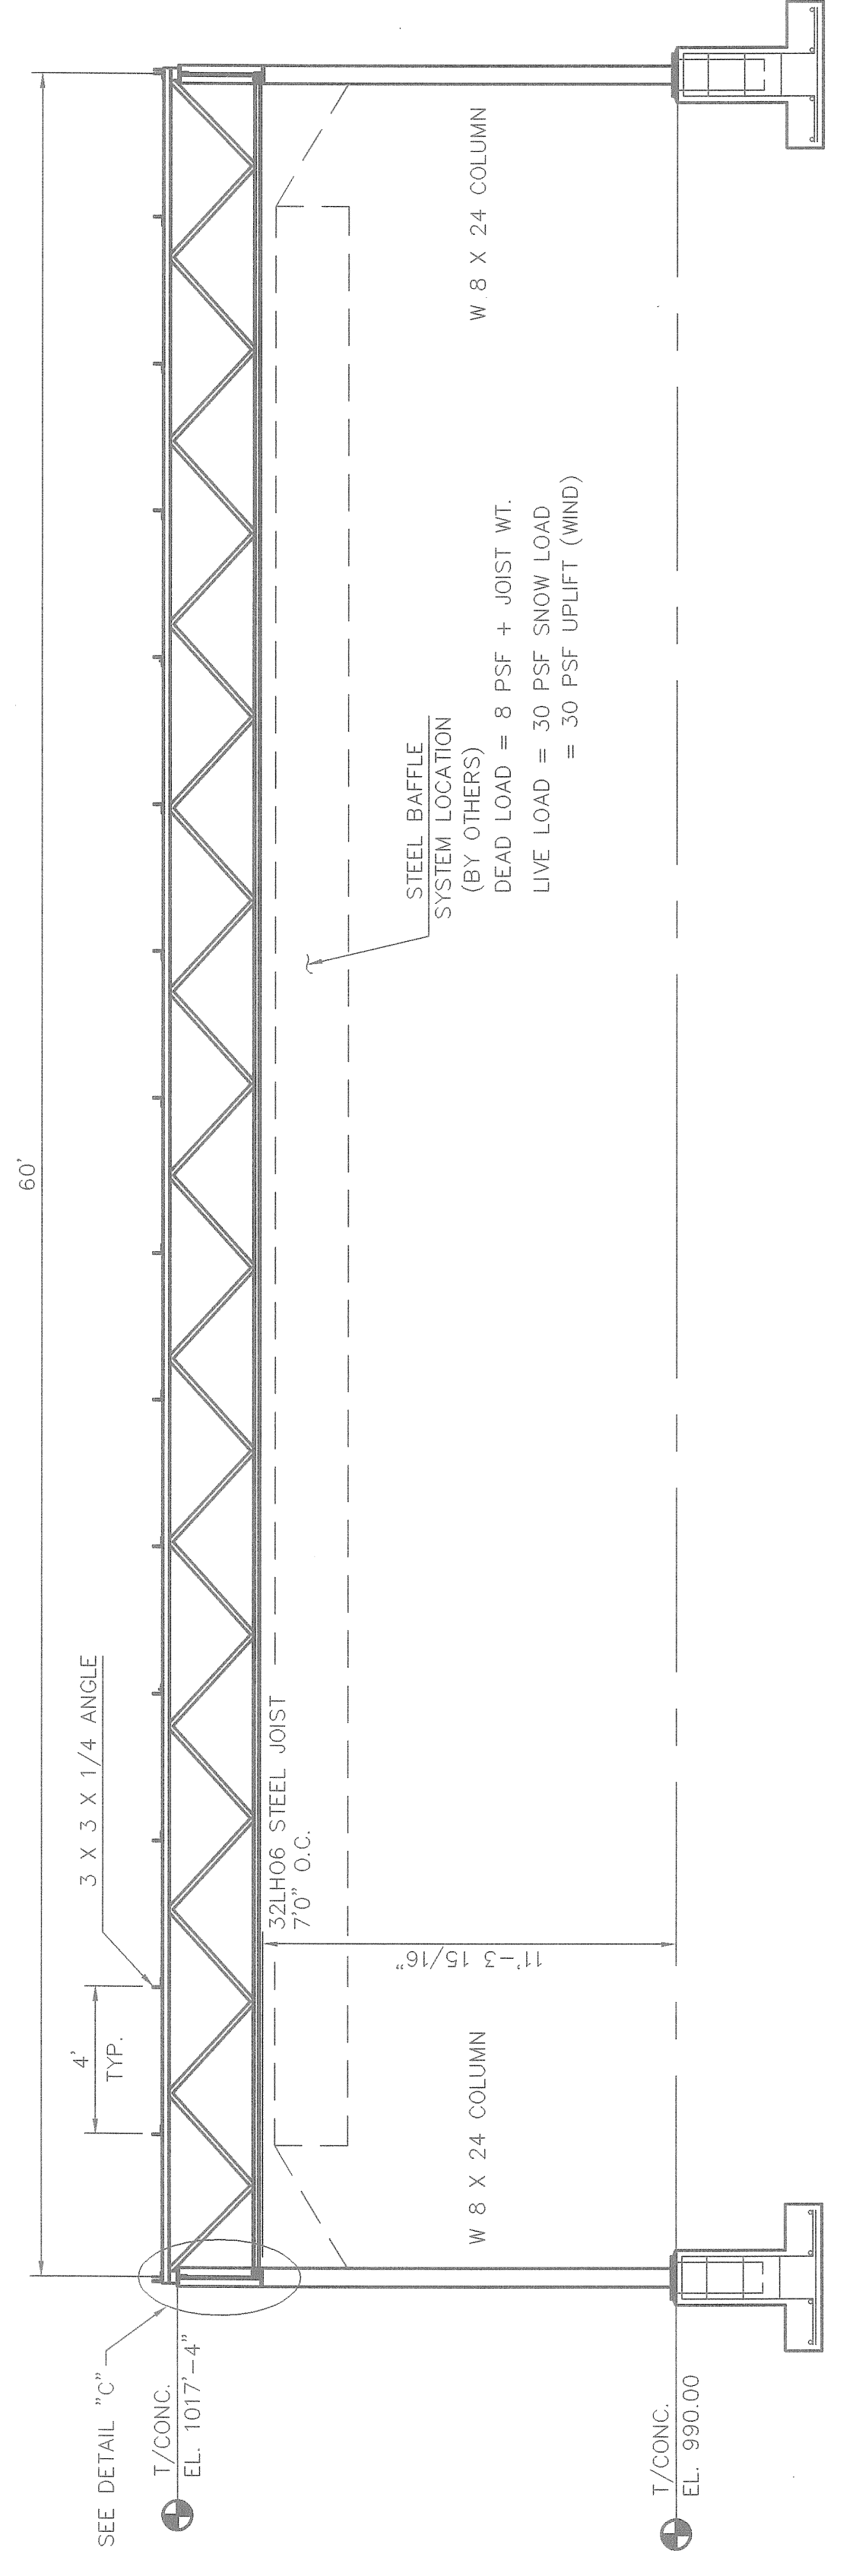 60'
3 X 3 X 1/4 ANGLE
4'
TYP.
SEE DETAIL "C"
T/CONC.
EL. 1017'-4"
32LH06 STEEL JOIST
7'0" O.C.
STEEL BAFFLE
SYSTEM LOCATION
(BY OTHERS)
DEAD LOAD = 8 PSF + JOIST WT.
LIVE LOAD = 30 PSF SNOW LOAD
= 30 PSF UPLIFT (WIND)
11'-3 15/16"
W 8 X 24 COLUMN
W 8 X 24 COLUMN
T/CONC.
EL. 990.00